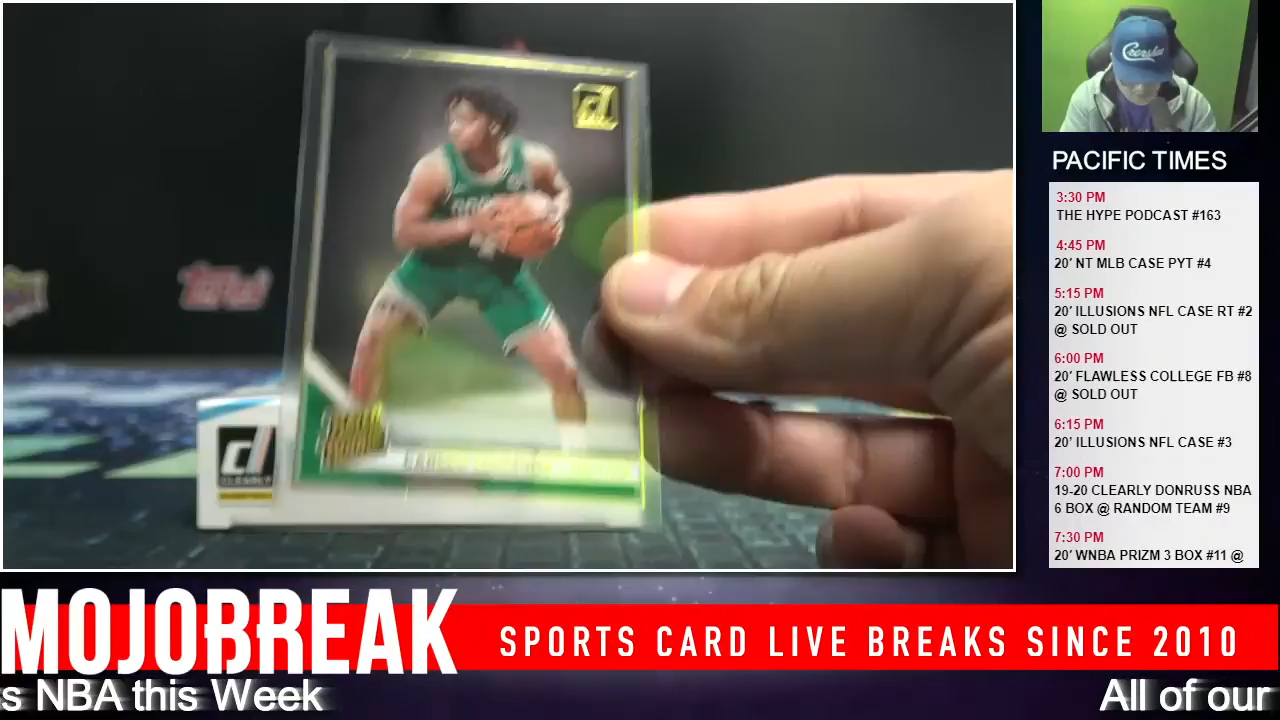 Topps
CLEARLY
PACIFIC TIMES
3:30 PM
THE HYPE PODCAST #163
4:45 PM
20' NT MLB CASE PYT #4
5:15 PM
20' ILLUSIONS NFL CASE RT #2
@ SOLD OUT
6:00 PM
20' FLAWLESS COLLEGE FB #8
@ SOLD OUT
6:15 PM
20' ILLUSIONS NFL CASE #3
7:00 PM
19-20 CLEARLY DONRUSS NBA
6 BOX @ RANDOM TEAM #9
7:30 PM
20' WNBA PRIZM 3 BOX #11 @
MOJOBREAK
SPORTS CARD LIVE BREAKS SINCE 2010
s NBA this Week
All of our